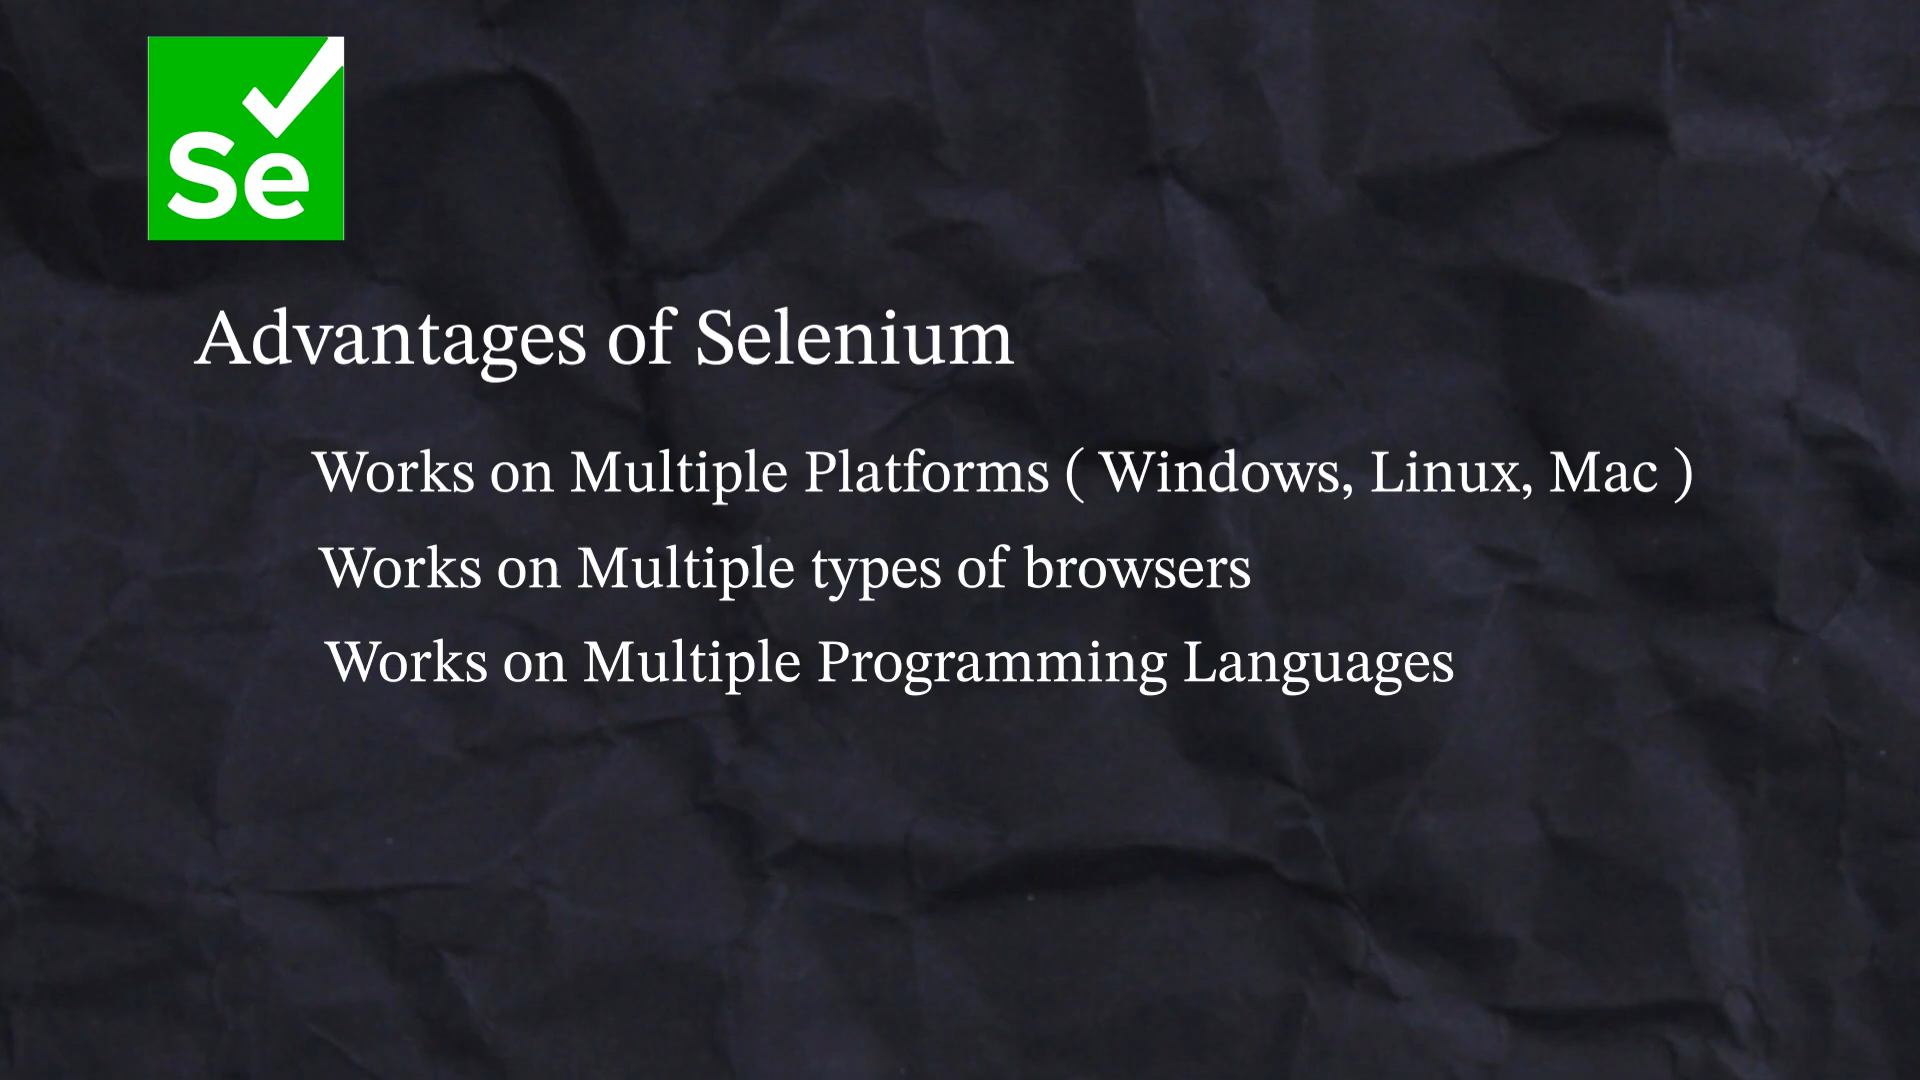 Se
Advantages of Selenium
Works on Multiple Platforms ( Windows, Linux, Mac )
Works on Multiple types of browsers
Works on Multiple Programming Languages